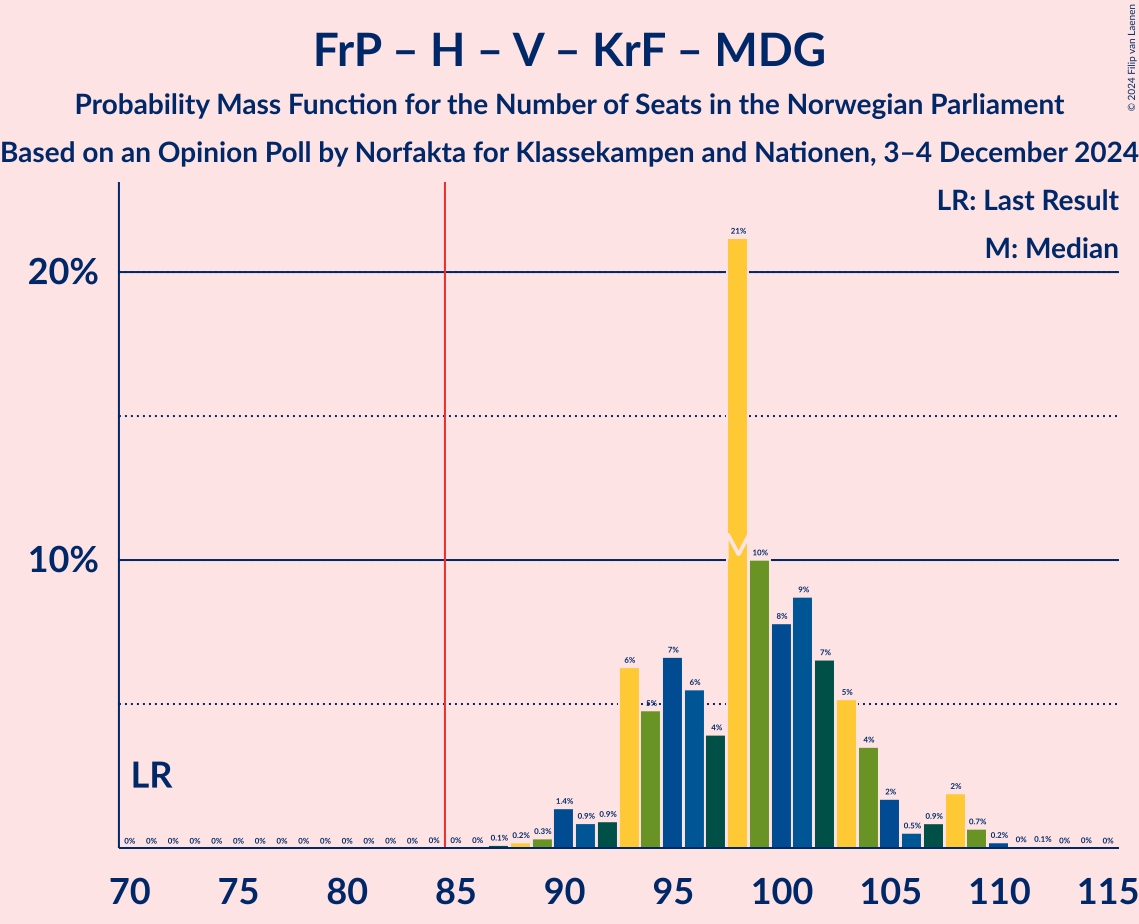 FrP – H – V – KrF – MDG
Probability Mass Function for the Number of Seats in the Norwegian Parliament
Based on an Opinion Poll by Norfakta for Klassekampen and Nationen, 3–4 December 2024
© 2024 Filip van Laenen
LR: Last Result
M: Median
20%
10%
LR
M
0% 0% 0% 0% 0% 0% 0% 0% 0% 0% 0% 0% 0% 0% 0% 0% 0% 0.1% 0.2% 0.3% 1.4% 0.9% 0.9% 6% 5% 7% 6% 4% 21% 10% 8% 9% 7% 5% 4% 2% 0.5% 0.9% 2% 0.7% 0.2% 0% 0.1% 0% 0% 0%
70 75 80 85 90 95 100 105 110 115